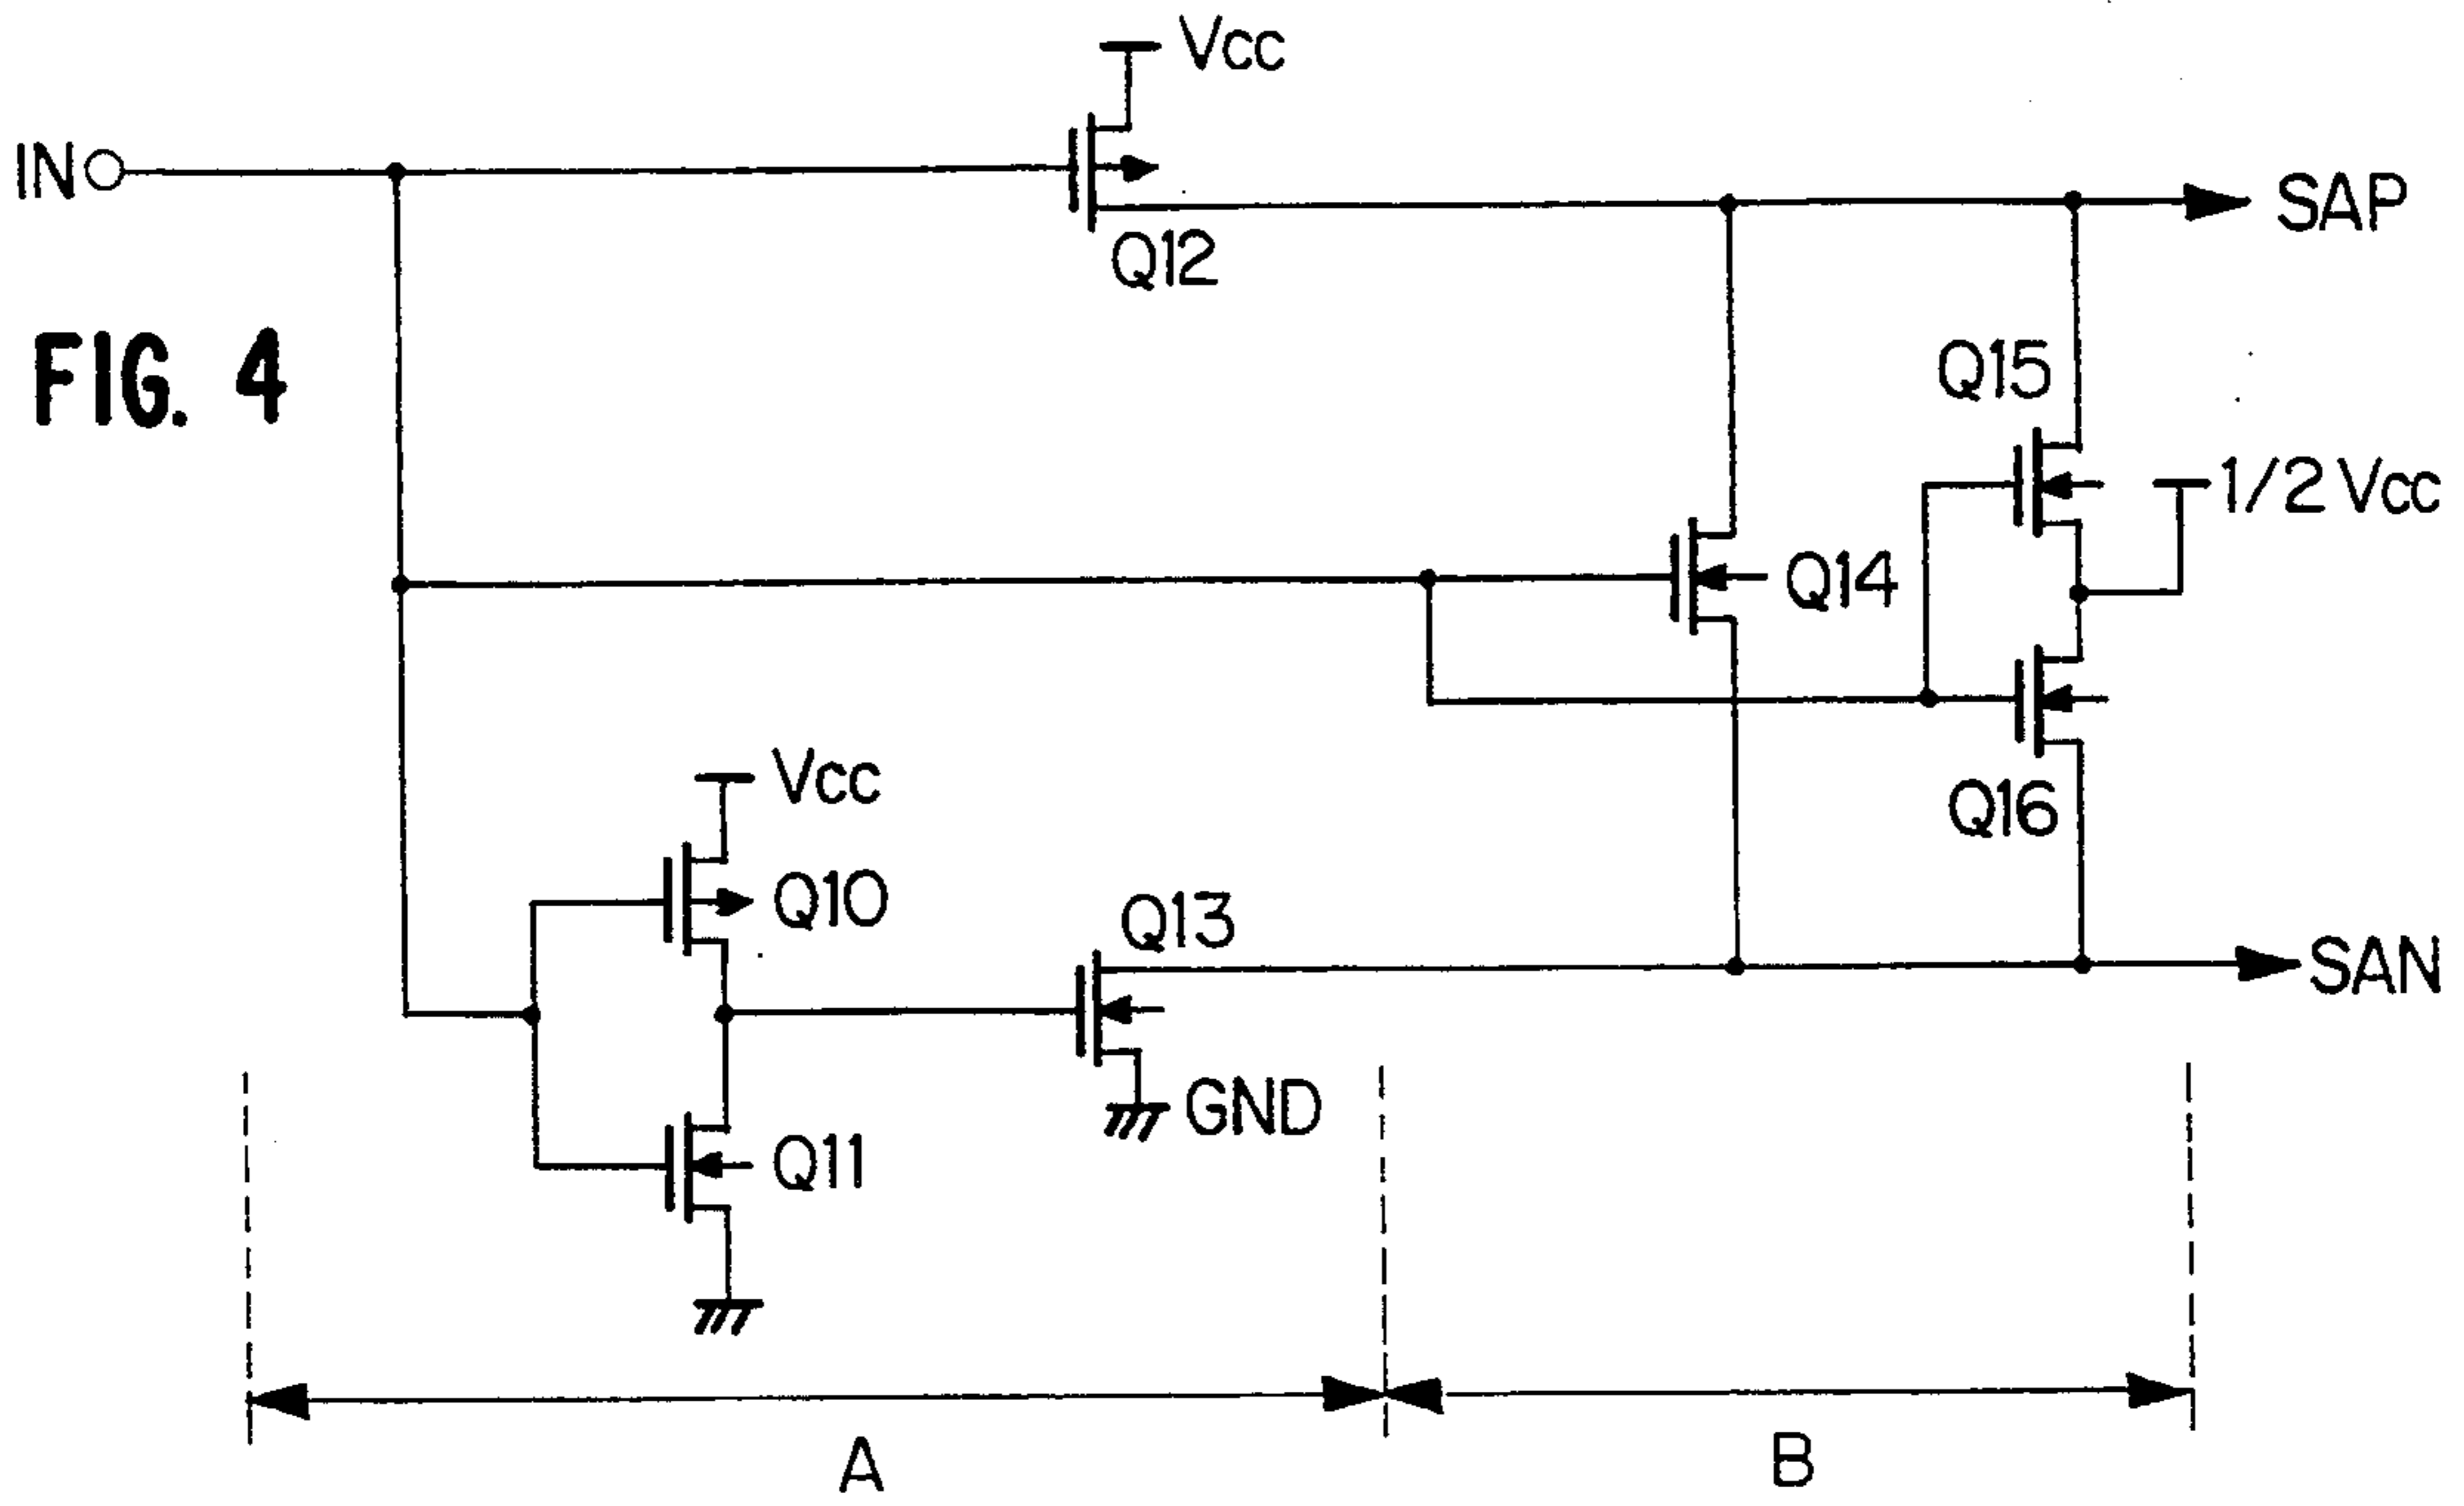 Vcc
IN
SAP
Q12
FIG. 4
Q15
1/2 Vcc
Q14
Vcc
Q16
Q10
Q13
SAN
GND
Q11
A
B